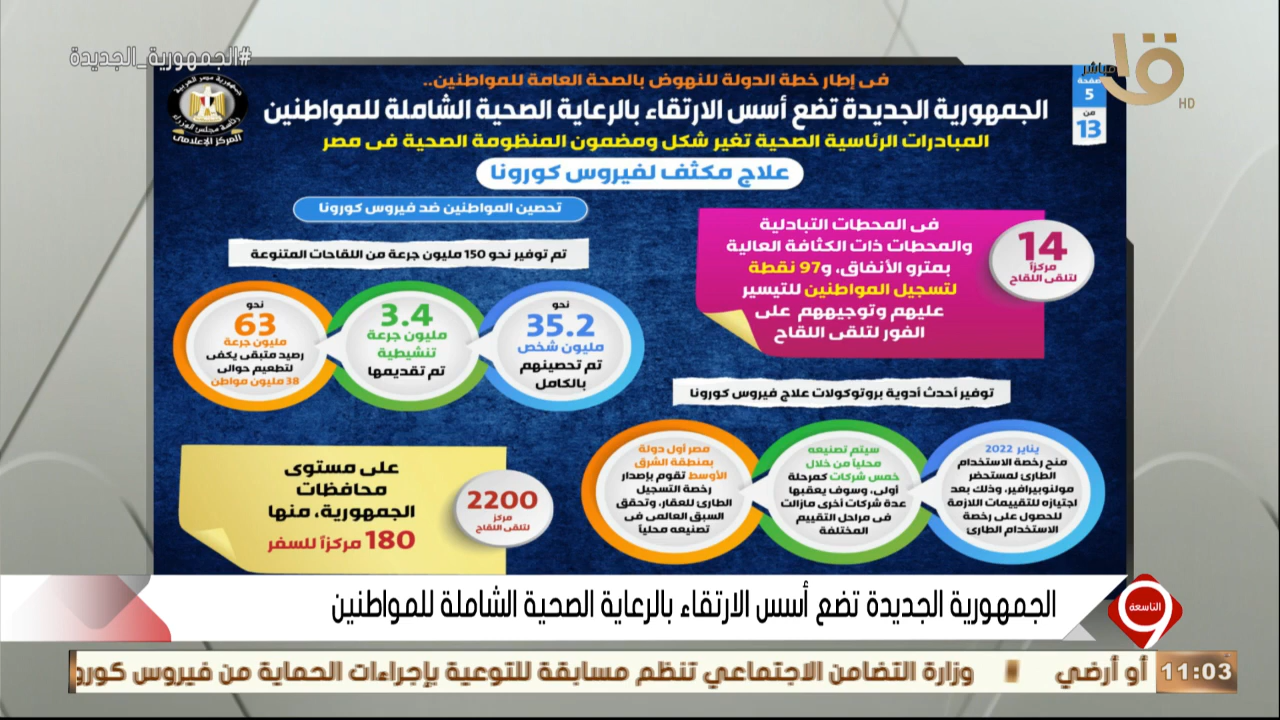 #الجمهورية_الجديدة
مباشر
HD
صفحة
5
من
13
جمهورية مصر العربية
رئاسة مجلس الوزراء
المركز الإعلامي
فى إطار خطة الدولة للنهوض بالصحة العامة للمواطنين..
الجمهورية الجديدة تضع أسس الارتقاء بالرعاية الصحية الشاملة للمواطنين
المبادرات الرئاسية الصحية تغير شكل ومضمون المنظومة الصحية فى مصر
علاج مكثف لفيروس كورونا
14
مركزاً
لتلقى اللقاح
فى المحطات التبادلية
والمحطات ذات الكثافة العالية
بمترو الأنفاق، و97 نقطة
لتسجيل المواطنين للتيسير
عليهم وتوجيههم على
الفور لتلقى اللقاح
تحصين المواطنين ضد فيروس كورونا
تم توفير نحو 150 مليون جرعة من اللقاحات المتنوعة
نحو
35.2
مليون شخص
تم تحصينهم
بالكامل
3.4
مليون جرعة
تنشيطية
تم تقديمها
نحو
63
مليون جرعة
رصيد متبقى يكفى
لتطعيم حوالى
38 مليون مواطن
توفير أحدث أدوية بروتوكولات علاج فيروس كورونا
يناير 2022
منح رخصة الاستخدام
الطارئ لمستحضر
مولنوبيرافير، وذلك بعد
اجتيازه للتقييمات اللازمة
للحصول على رخصة
الاستخدام الطارئ
سيتم تصنيعه
محلياً من خلال
خمس شركات كمرحلة
أولى، وسوف يعقبها
عدة شركات أخرى مازالت
فى مراحل التقييم
المختلفة
مصر أول دولة
بمنطقة الشرق
الأوسط تقوم بإصدار
رخصة التسجيل
الطارئ للعقار، وتحقق
السبق العالمى فى
تصنيعه محلياً
2200
مركز
لتلقى اللقاح
على مستوى
محافظات
الجمهورية، منها
180 مركزاً للسفر
التاسعة
الجمهورية الجديدة تضع أسس الارتقاء بالرعاية الصحية الشاملة للمواطنين
11:03
أو أرضي
وزارة التضامن الاجتماعي تنظم مسابقة للتوعية بإجراءات الحماية من فيروس كورو